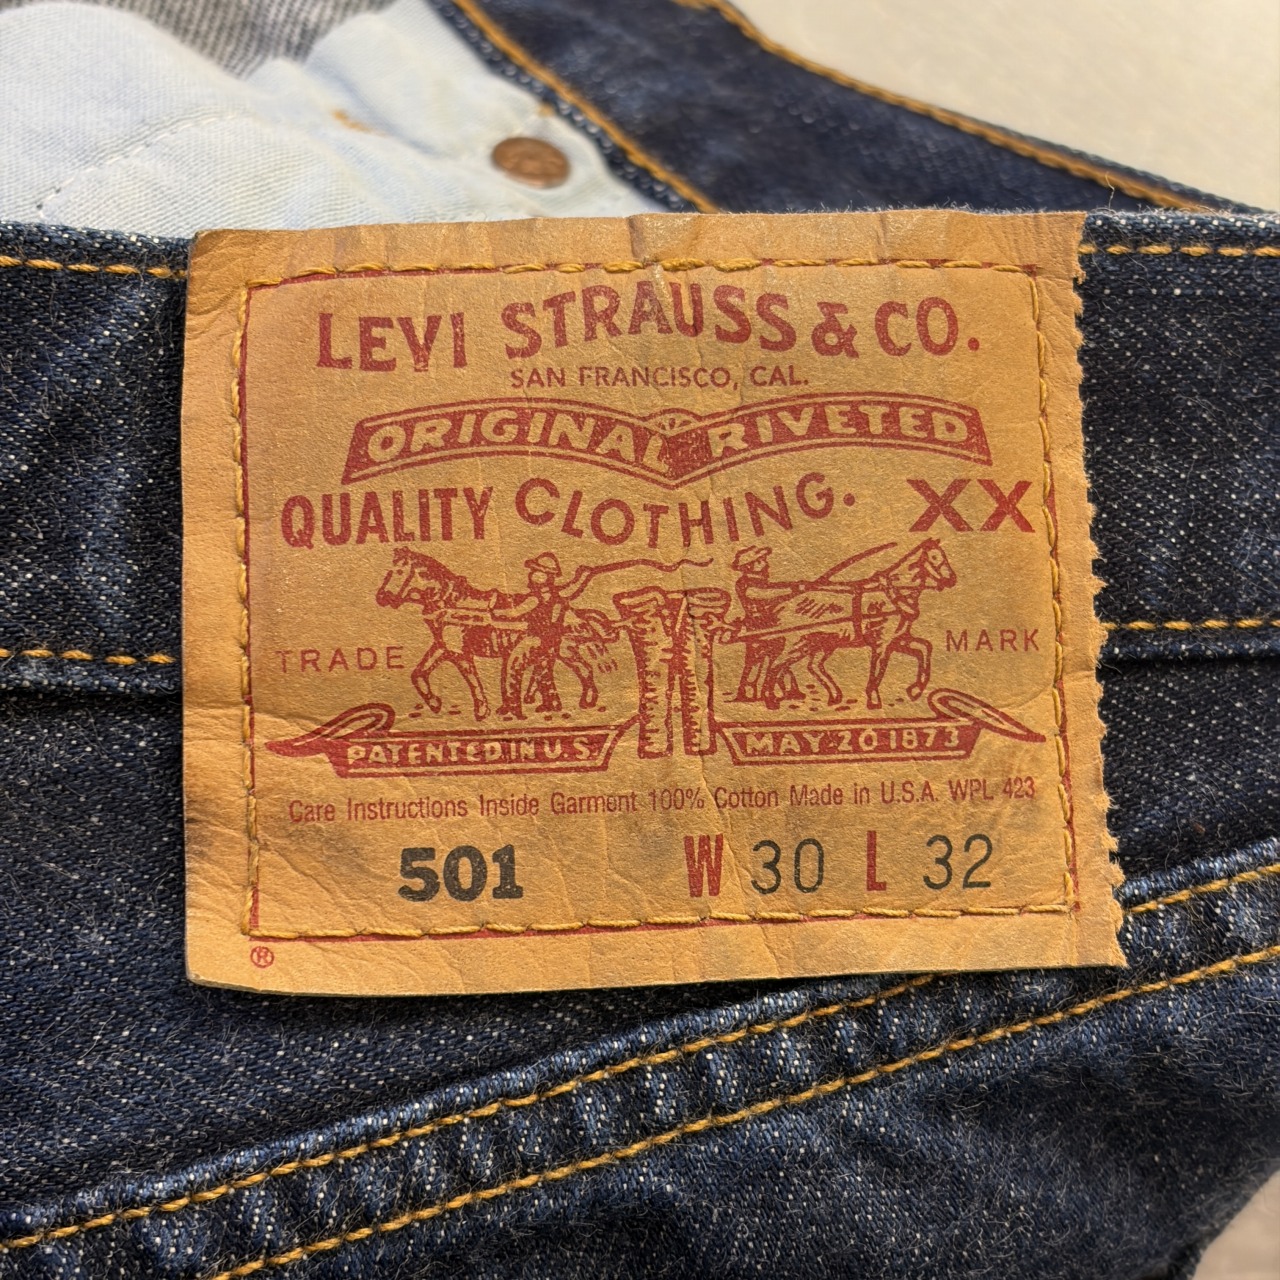 LEVI STRAUSS & CO.
SAN FRANCISCO, CAL.
ORIGINAL RIVETED
QUALITY CLOTHING. XX
TRADE MARK
PATENTED IN U.S. MAY 20 1873
Care Instructions Inside Garment 100% Cotton Made in U.S.A. WPL 423
501 W 30 L 32
®